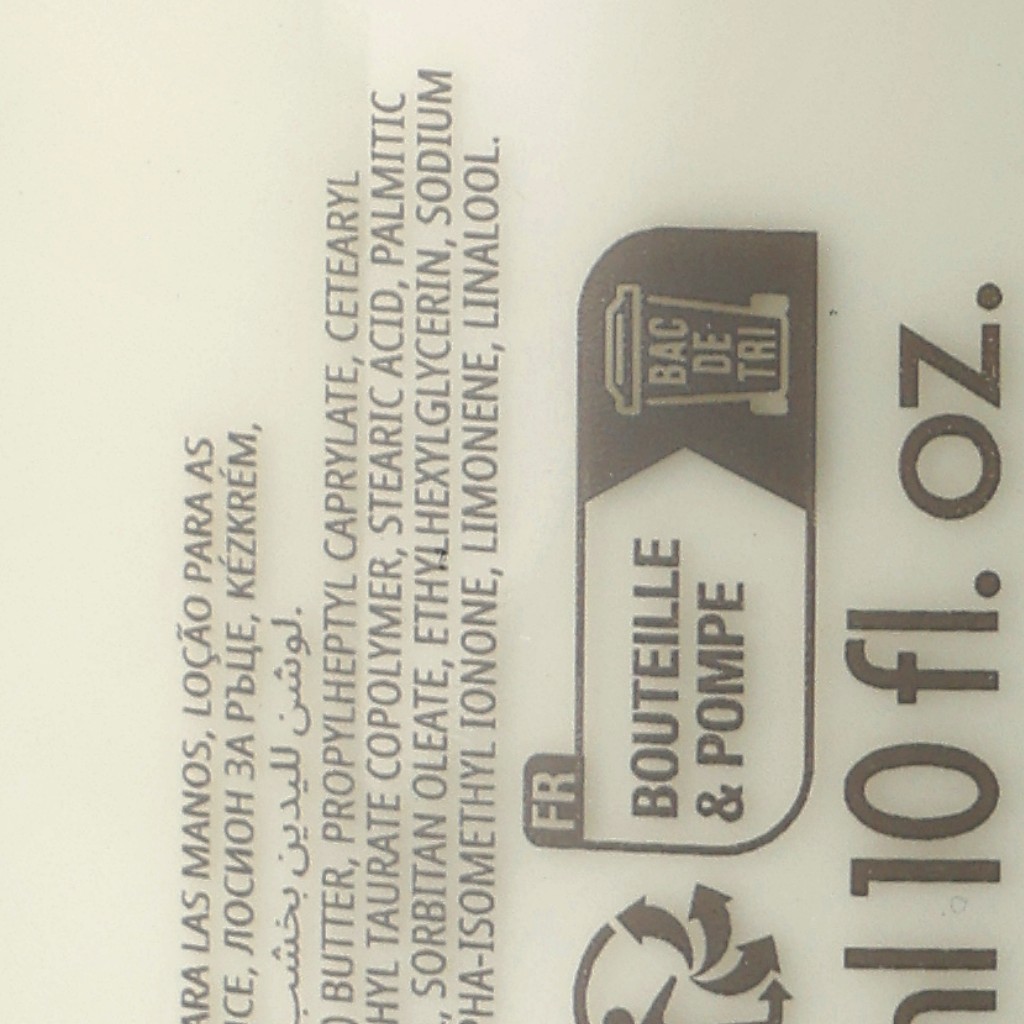 ARA LAS MANOS, LOÇÃO PARA AS
ICE, ЛОСИОН ЗА РЪЦЕ, KÉZKRÉM,
لوشن لليدين بخشب.
) BUTTER, PROPYLHEPTYL CAPRYLATE, CETEARYL
HYL TAURATE COPOLYMER, STEARIC ACID, PALMITIC
, SORBITAN OLEATE, ETHYLHEXYLGLYCERIN, SODIUM
PHA-ISOMETHYL IONONE, LIMONENE, LINALOOL.
FR
BOUTEILLE
& POMPE
BAC
DE
TRI
ml 10 fl. oz.